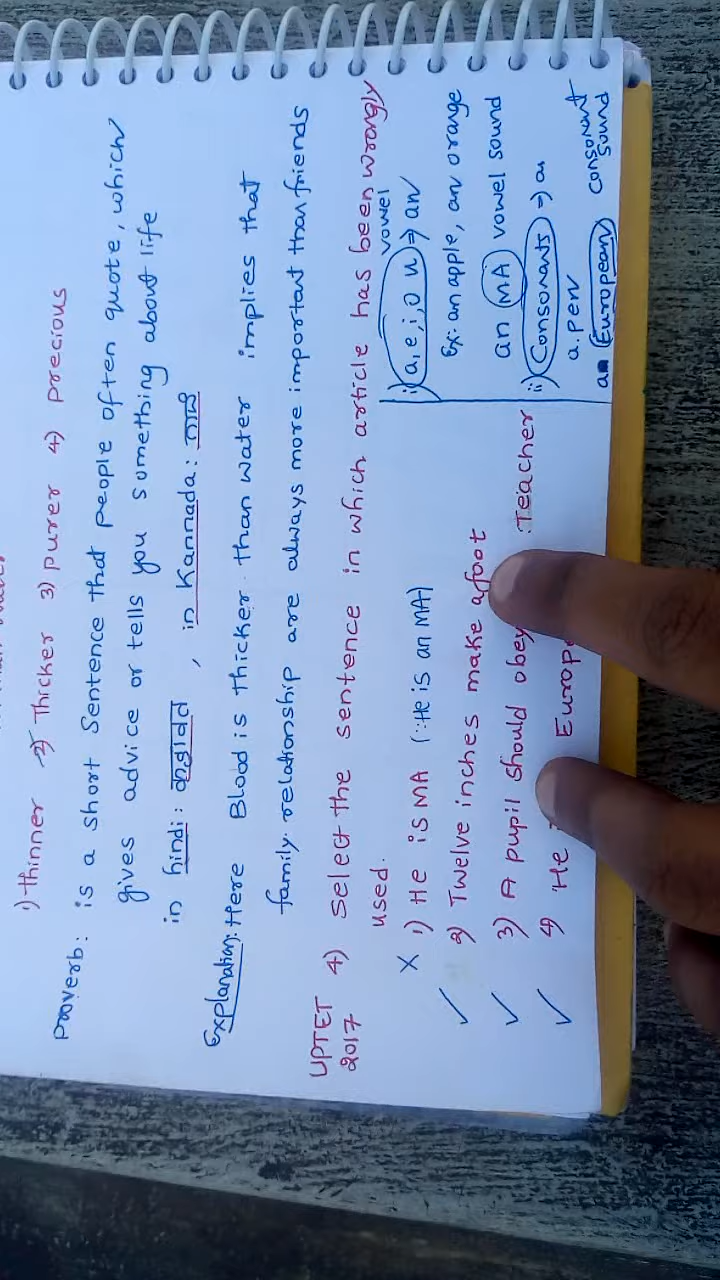 1) thinner 2) Thicker 3) purer 4) precious
Proverb: is a short Sentence that people often quote, which
gives advice or tells you something about life
in hindi: कहावत , in Kannada: ಗಾದೆ
Explanation: Here Blood is thicker than water implies that
family relationship are always more important than friends
UPTET 2017 4) Select the sentence in which article has been wrongly
used.
X 1) He is MA (∵He is an MA)
✓ 2) Twelve inches make a foot
✓ 3) A pupil should obey Teacher
✓ 4) He
i) a, e, i, o u ⇒ an vowel
Ex: an apple, an orange
an MA vowel sound
ii) Consonants ⇒ a
a pen
a European consonant sound